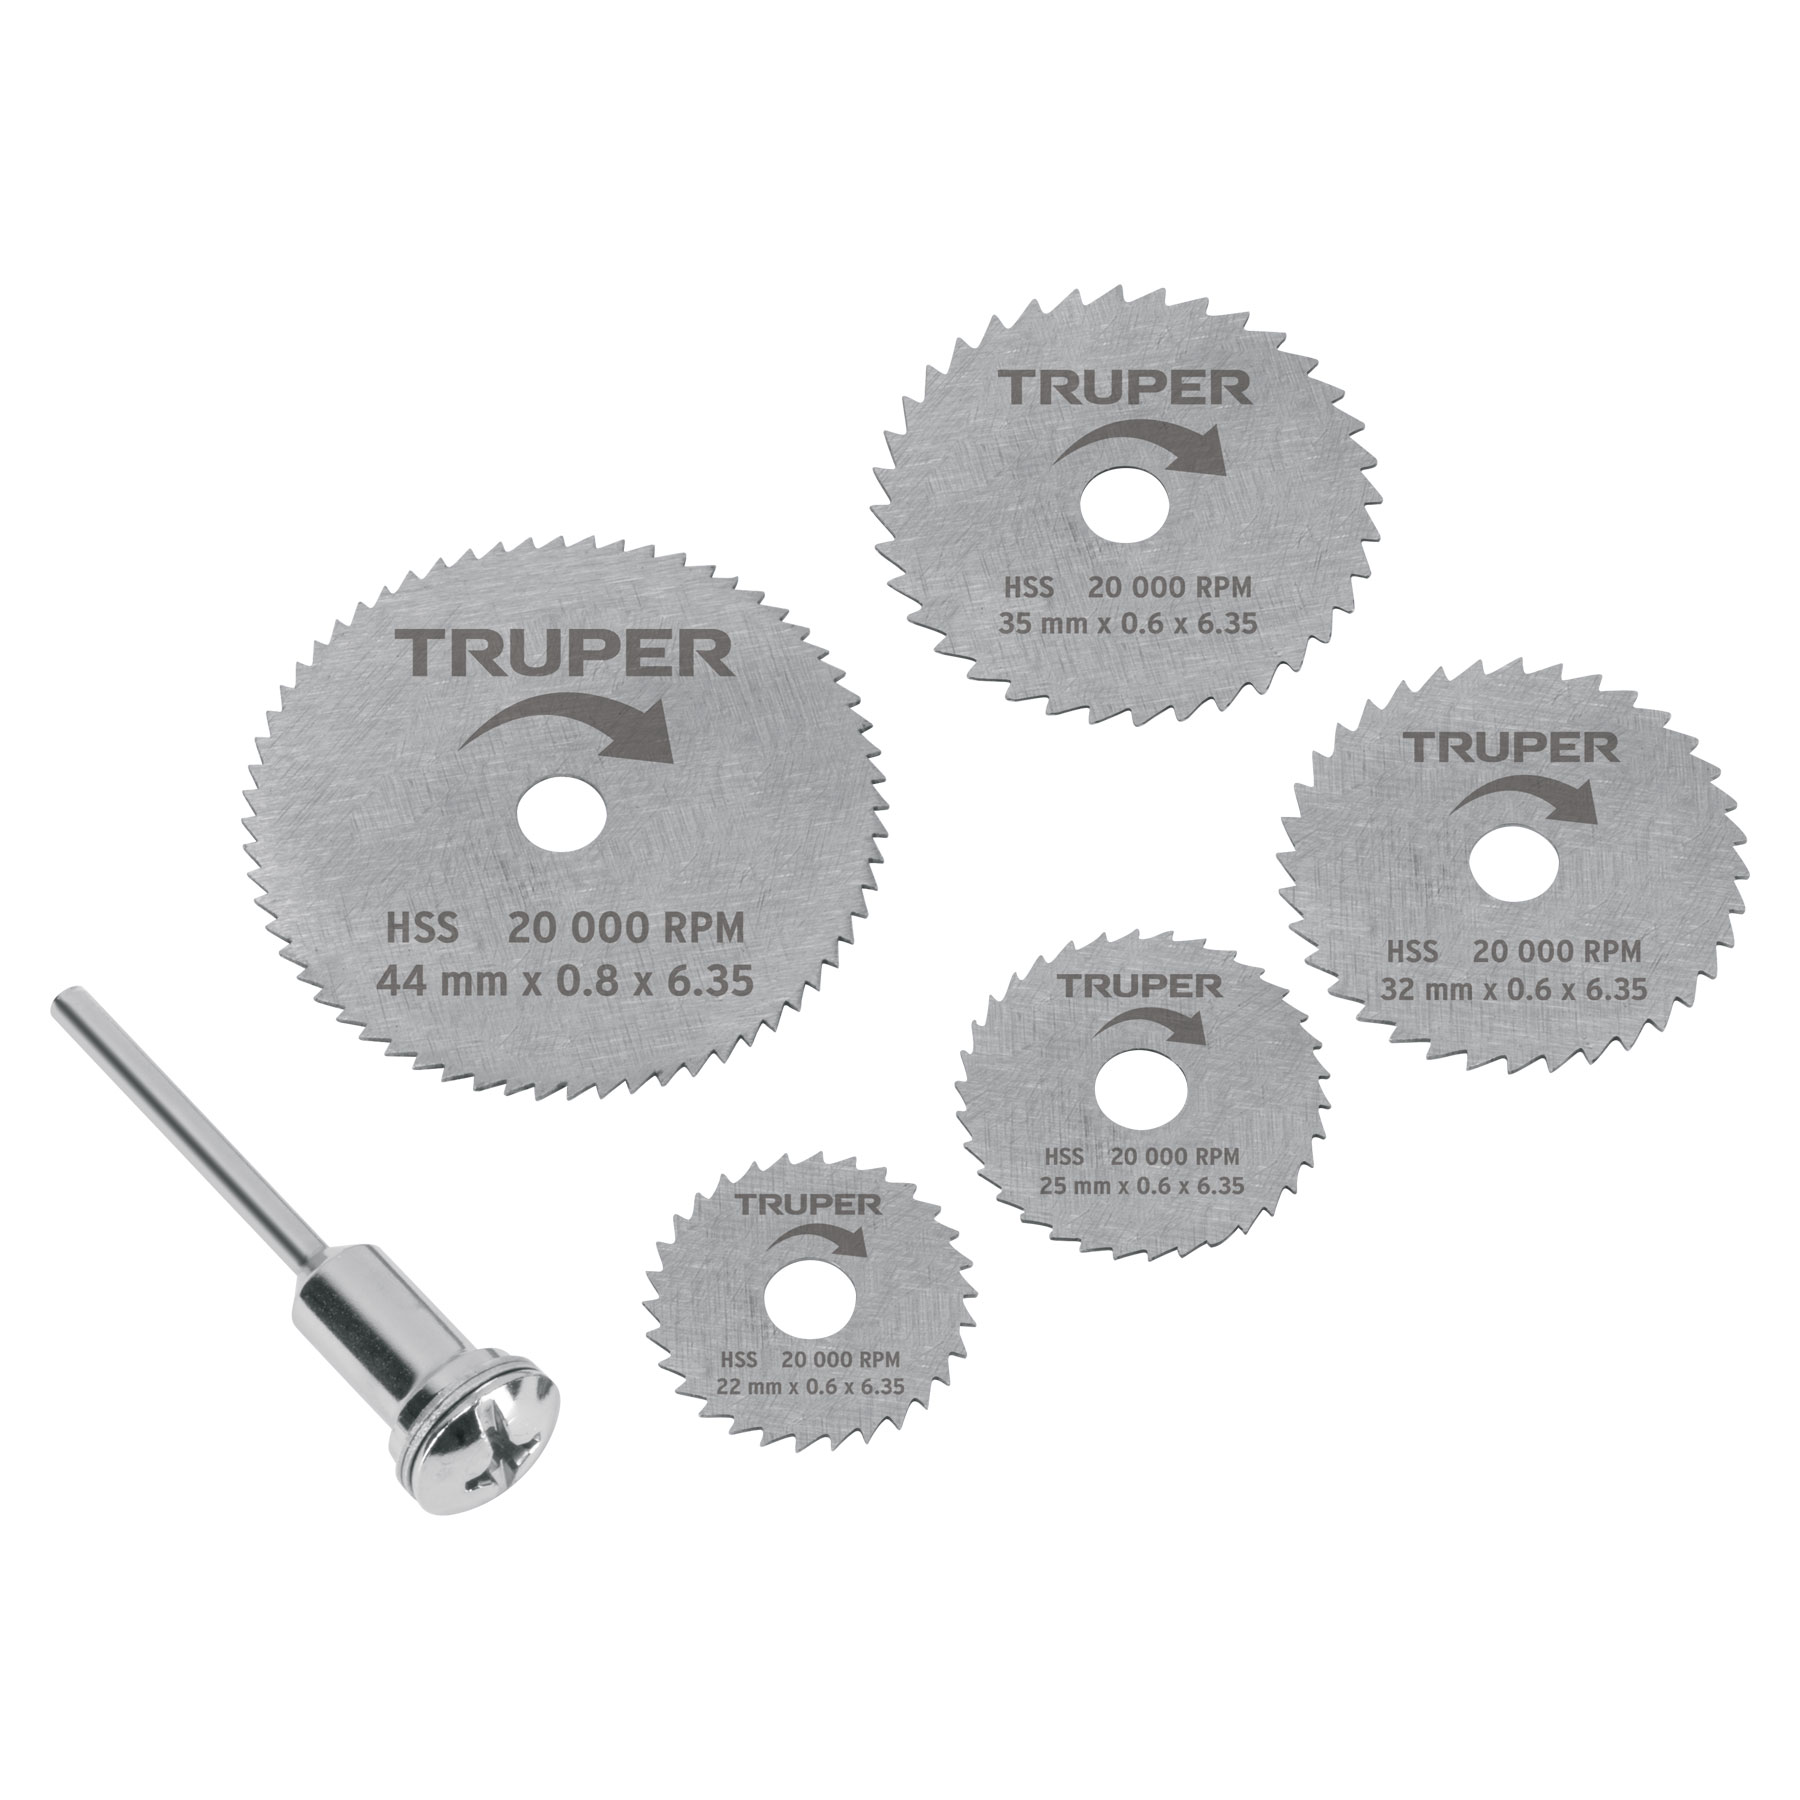 TRUPER
HSS 20 000 RPM
44 mm x 0.8 x 6.35
TRUPER
HSS 20 000 RPM
35 mm x 0.6 x 6.35
TRUPER
HSS 20 000 RPM
32 mm x 0.6 x 6.35
TRUPER
HSS 20 000 RPM
25 mm x 0.6 x 6.35
TRUPER
HSS 20 000 RPM
22 mm x 0.6 x 6.35